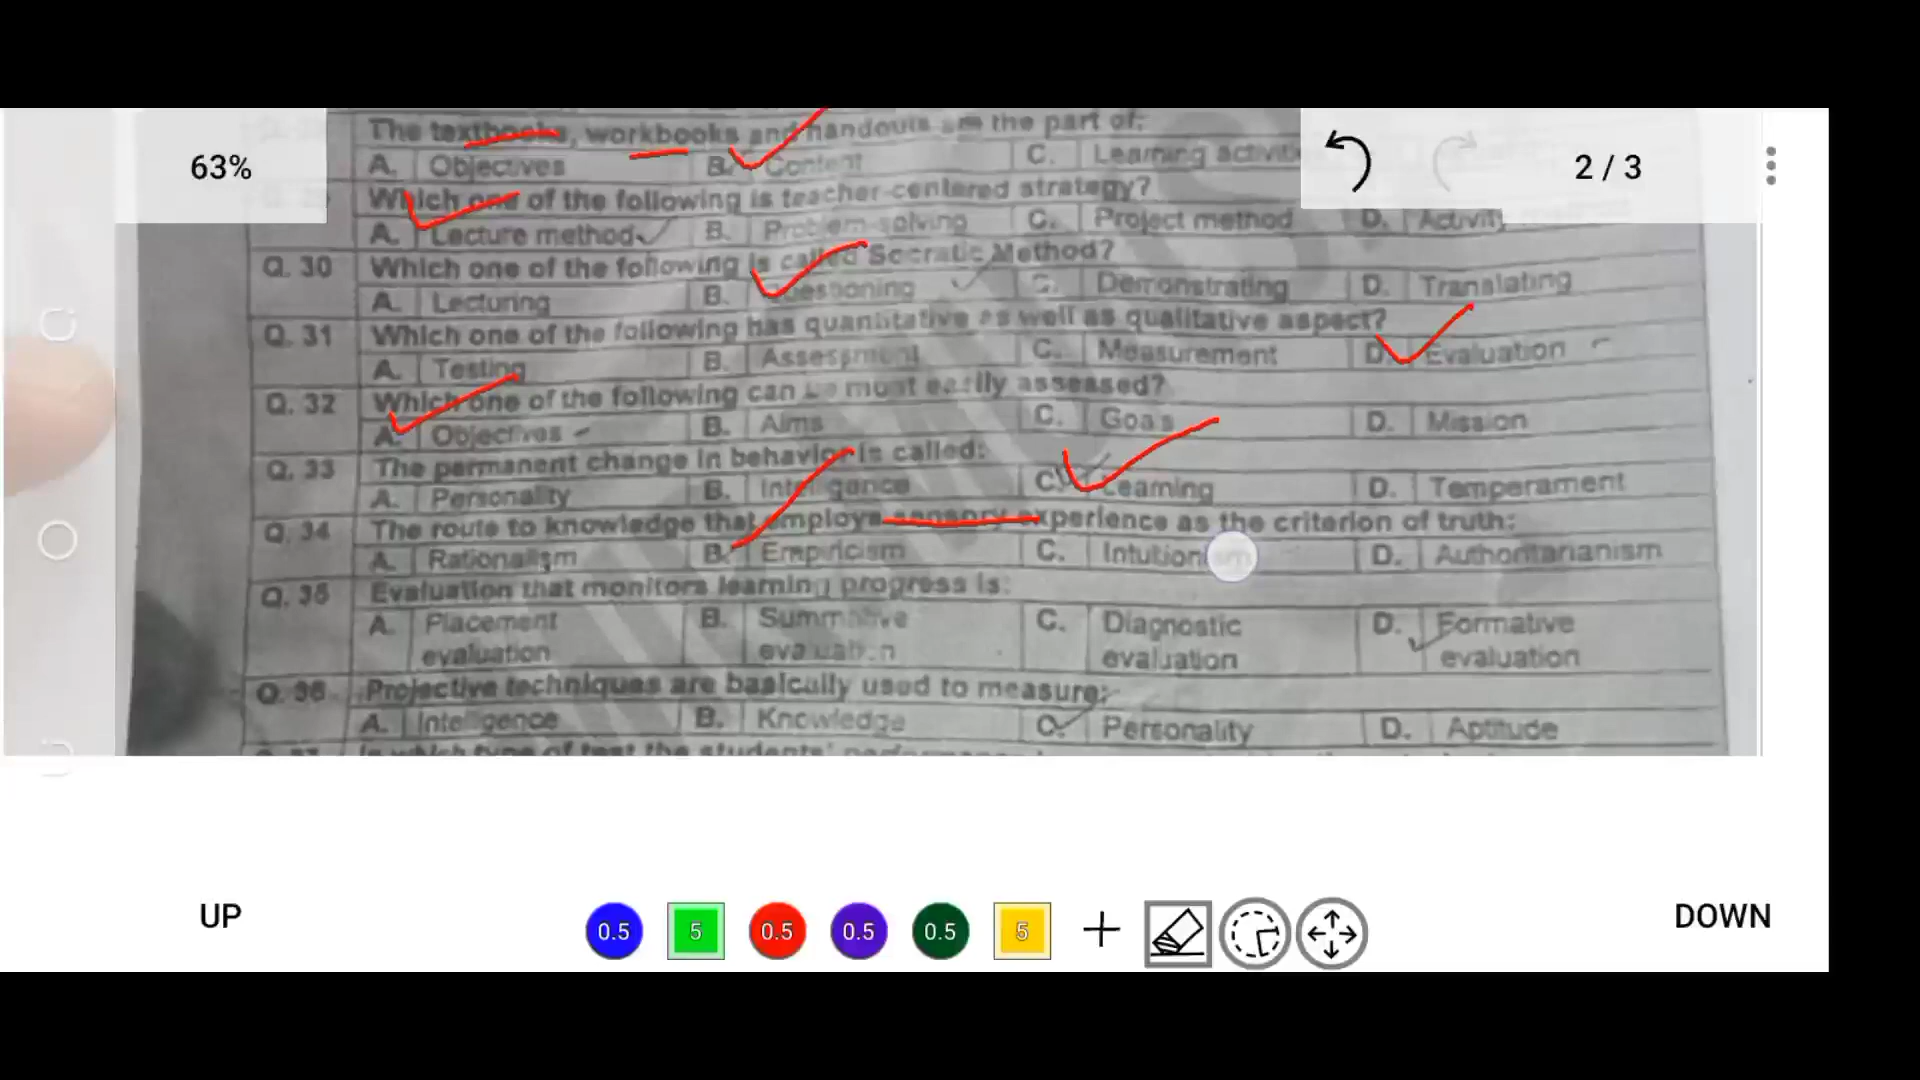 The textbooks, workbooks and handouts are the part of:
63%
2 / 3
A. Objectives B. Content C. Learning
Which one of the following is teacher-centered strategy?
A. Lecture method B. Problem-solving C. Project method D. Activity
Q. 30 Which one of the following is called Socratic Method?
A. Lecturing B. Questioning C. Demonstrating D. Translating
Q. 31 Which one of the following has quantitative as well as qualitative aspect?
A. Testing B. Assessment C. Measurement D. Evaluation
Q. 32 Which one of the following can be most easily assessed?
A. Objectives B. Aims C. Goals D. Mission
Q. 33 The permanent change in behavior is called:
A. Personality B. Intelligence C. Learning D. Temperament
Q. 34 The route to knowledge that employs sensory experience as the criterion of truth:
A. Rationalism B. Empiricism C. Intutionism D. Authoritarianism
Q. 35 Evaluation that monitors learning progress is:
A. Placement evaluation B. Summative evaluation C. Diagnostic evaluation D. Formative evaluation
Q. 36 Projective techniques are basically used to measure:
A. Intelligence B. Knowledge C. Personality D. Aptitude
which type of test the students'
UP
0.5 5 0.5 0.5 0.5 5
DOWN